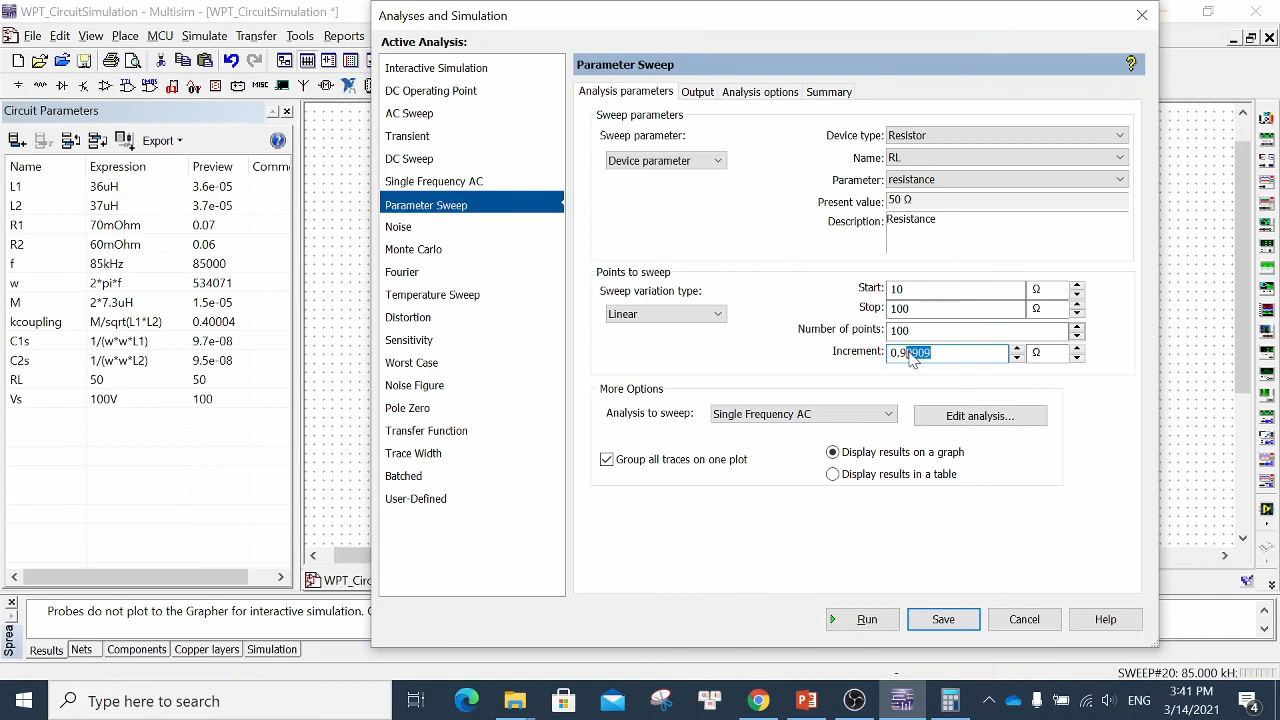 WPT_CircuitSimulation - Multisim - [WPT_CircuitSimulation *]
File Edit View Place MCU Simulate Transfer Tools Reports
Circuit Parameters
Export
Name Expression Preview Comme
L1 36uH 3.6e-05
L2 37uH 3.7e-05
R1 70mOhm 0.07
R2 60mOhm 0.06
f 85kHz 85000
w 2*pi*f 534071
M 2*7.3uH 1.5e-05
kcoupling M/sqrt(L1*L2) 0.40004
C1s 1/(w*w*L1) 9.7e-08
C2s 1/(w*w*L2) 9.5e-08
RL 50 50
Vs 100V 100
Analyses and Simulation
Active Analysis:
Interactive Simulation
DC Operating Point
AC Sweep
Transient
DC Sweep
Single Frequency AC
Parameter Sweep
Noise
Monte Carlo
Fourier
Temperature Sweep
Distortion
Sensitivity
Worst Case
Noise Figure
Pole Zero
Transfer Function
Trace Width
Batched
User-Defined
Parameter Sweep
Analysis parameters Output Analysis options Summary
Sweep parameters
Sweep parameter:
Device parameter
Device type: Resistor
Name: RL
Parameter: resistance
Present value: 50 Ω
Description: Resistance
Points to sweep
Sweep variation type:
Linear
Start: 10 Ω
Stop: 100 Ω
Number of points: 100
Increment: 0.90909 Ω
More Options
Analysis to sweep: Single Frequency AC Edit analysis...
Group all traces on one plot
Display results on a graph
Display results in a table
Run Save Cancel Help
WPT_Circ
Sprea
Probes do not plot to the Grapher for interactive simulation.
Results Nets Components Copper layers Simulation
SWEEP#20: 85.000 kH:
Type here to search
ENG
3:41 PM
3/14/2021
4